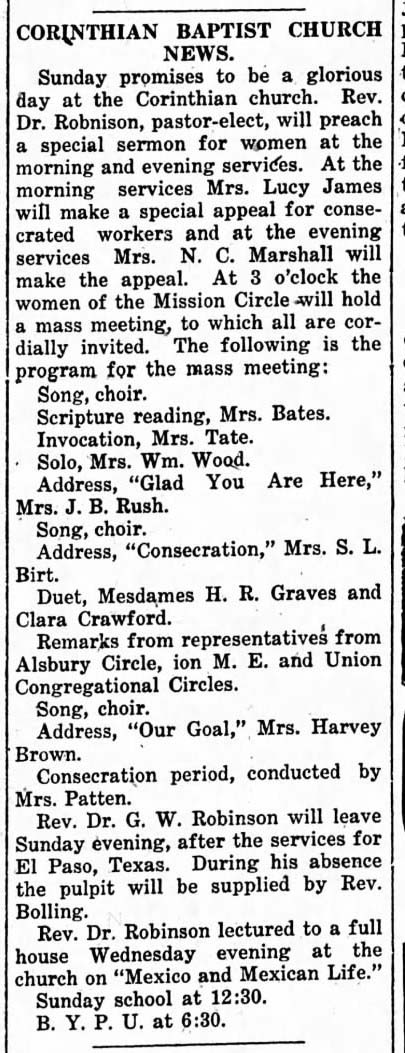 CORINTHIAN BAPTIST CHURCH
NEWS.
Sunday promises to be a glorious
day at the Corinthian church. Rev.
Dr. Robnison, pastor-elect, will preach
a special sermon for women at the
morning and evening services. At the
morning services Mrs. Lucy James
will make a special appeal for conse-
crated workers and at the evening
services Mrs. N. C. Marshall will
make the appeal. At 3 o'clock the
women of the Mission Circle will hold
a mass meeting, to which all are cor-
dially invited. The following is the
program for the mass meeting:
Song, choir.
Scripture reading, Mrs. Bates.
Invocation, Mrs. Tate.
Solo, Mrs. Wm. Wood.
Address, "Glad You Are Here,"
Mrs. J. B. Rush.
Song, choir.
Address, "Consecration," Mrs. S. L.
Birt.
Duet, Mesdames H. R. Graves and
Clara Crawford.
Remarks from representatives from
Alsbury Circle, ion M. E. and Union
Congregational Circles.
Song, choir.
Address, "Our Goal," Mrs. Harvey
Brown.
Consecration period, conducted by
Mrs. Patten.
Rev. Dr. G. W. Robinson will leave
Sunday evening, after the services for
El Paso, Texas. During his absence
the pulpit will be supplied by Rev.
Bolling.
Rev. Dr. Robinson lectured to a full
house Wednesday evening at the
church on "Mexico and Mexican Life."
Sunday school at 12:30.
B. Y. P. U. at 6:30.